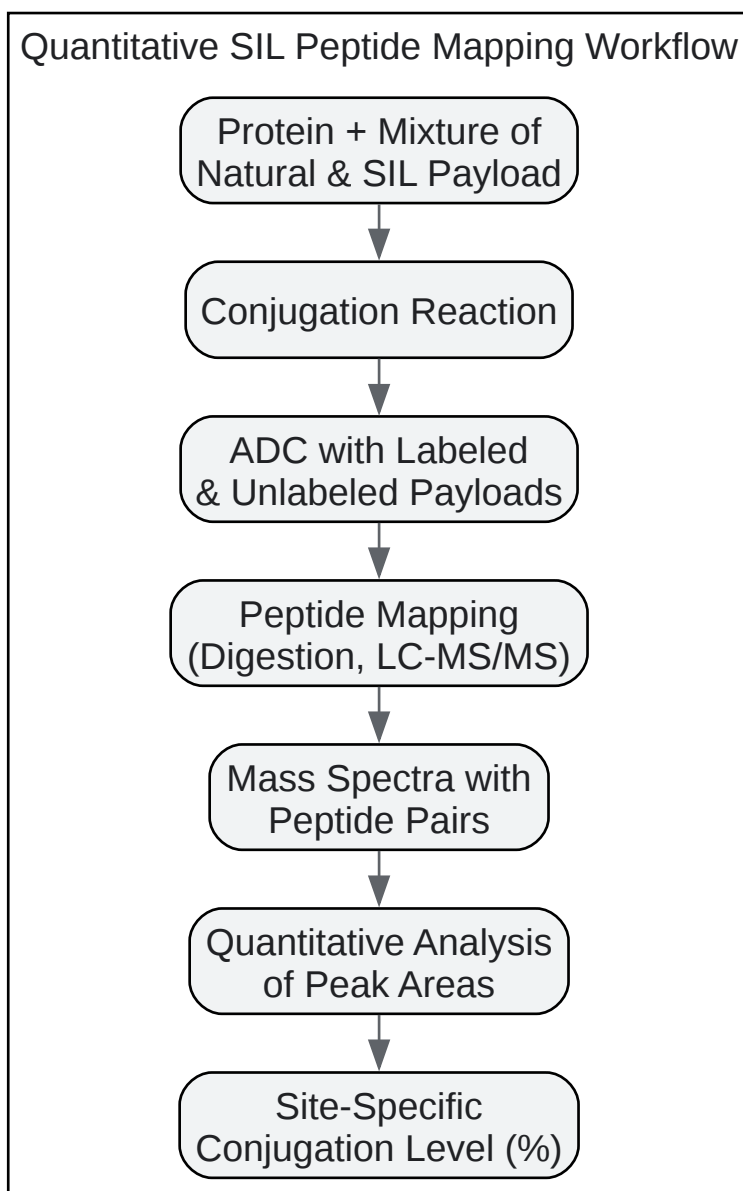 Quantitative SIL Peptide Mapping Workflow
Protein + Mixture of
Natural & SIL Payload
Conjugation Reaction
ADC with Labeled
& Unlabeled Payloads
Peptide Mapping
(Digestion, LC-MS/MS)
Mass Spectra with
Peptide Pairs
Quantitative Analysis
of Peak Areas
Site-Specific
Conjugation Level (%)